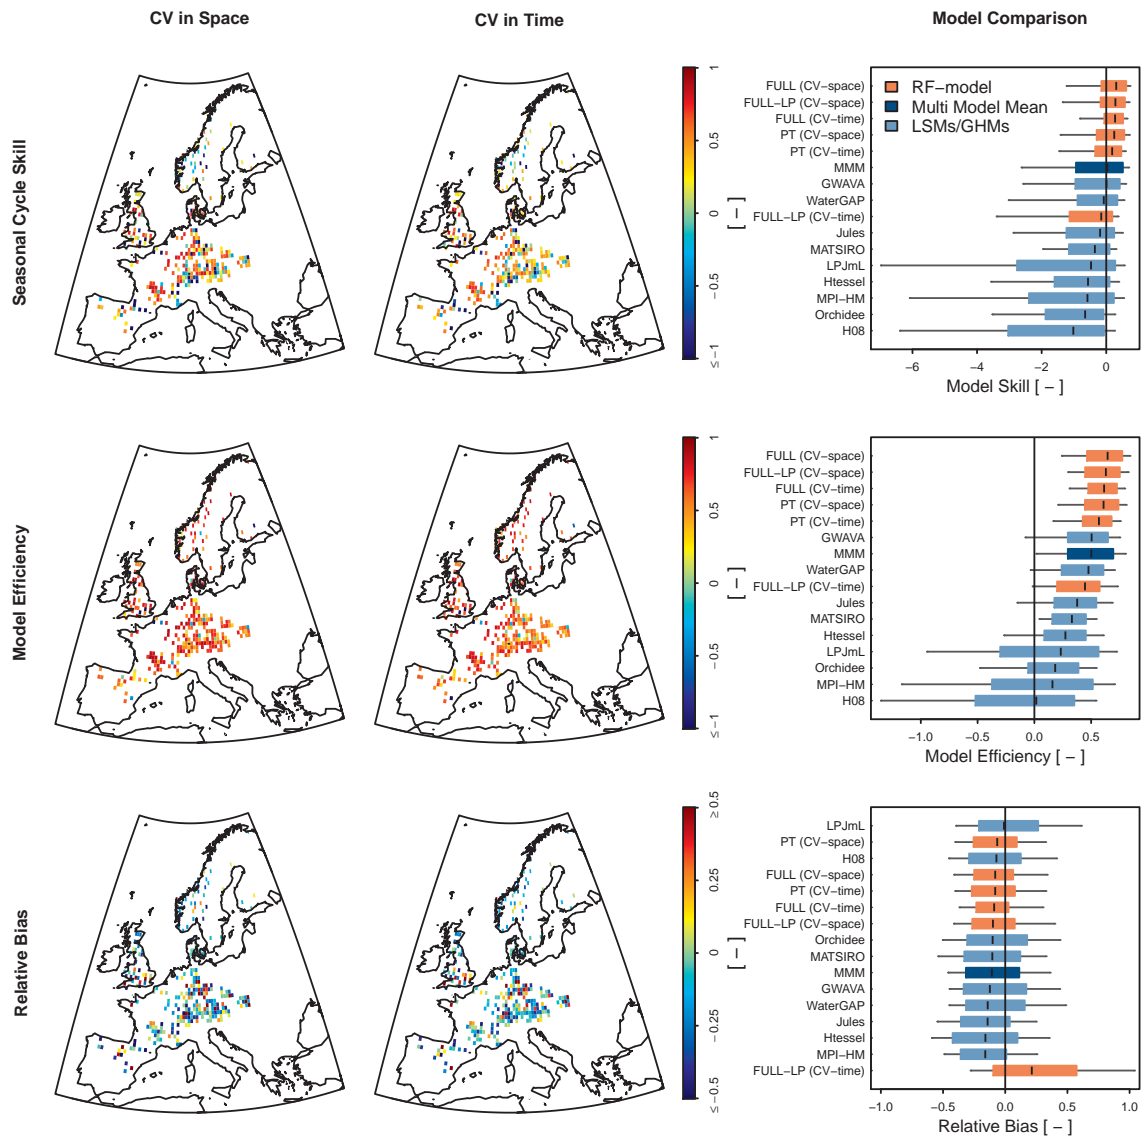 CV in Space
CV in Time
Model Comparison
Seasonal Cycle Skill
1
0.5
0
−0.5
≤ −1
[ − ]
FULL (CV−space)
FULL−LP (CV−space)
FULL (CV−time)
PT (CV−space)
PT (CV−time)
MMM
GWAVA
WaterGAP
FULL−LP (CV−time)
Jules
MATSIRO
LPJmL
Htessel
MPI−HM
Orchidee
H08
RF−model
Multi Model Mean
LSMs/GHMs
−6
−4
−2
0
Model Skill [ − ]
Model Efficiency
1
0.5
0
−0.5
≤ −1
[ − ]
FULL (CV−space)
FULL−LP (CV−space)
FULL (CV−time)
PT (CV−space)
PT (CV−time)
GWAVA
MMM
WaterGAP
FULL−LP (CV−time)
Jules
MATSIRO
Htessel
LPJmL
Orchidee
MPI−HM
H08
−1.0
−0.5
0.0
0.5
Model Efficiency [ − ]
Relative Bias
≥ 0.5
0.25
0
−0.25
≤ −0.5
[ − ]
LPJmL
PT (CV−space)
H08
FULL (CV−space)
PT (CV−time)
FULL (CV−time)
FULL−LP (CV−space)
Orchidee
MATSIRO
MMM
GWAVA
WaterGAP
Jules
Htessel
MPI−HM
FULL−LP (CV−time)
−1.0
−0.5
0.0
0.5
1.0
Relative Bias [ − ]